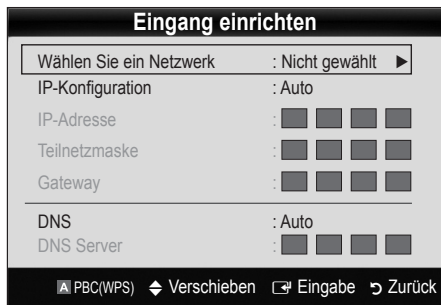 Eingang einrichten
Wählen Sie ein Netzwerk : Nicht gewählt ▶
IP-Konfiguration : Auto
IP-Adresse :
Teilnetzmaske :
Gateway :
DNS : Auto
DNS Server :
A PBC(WPS) Verschieben Eingabe Zurück